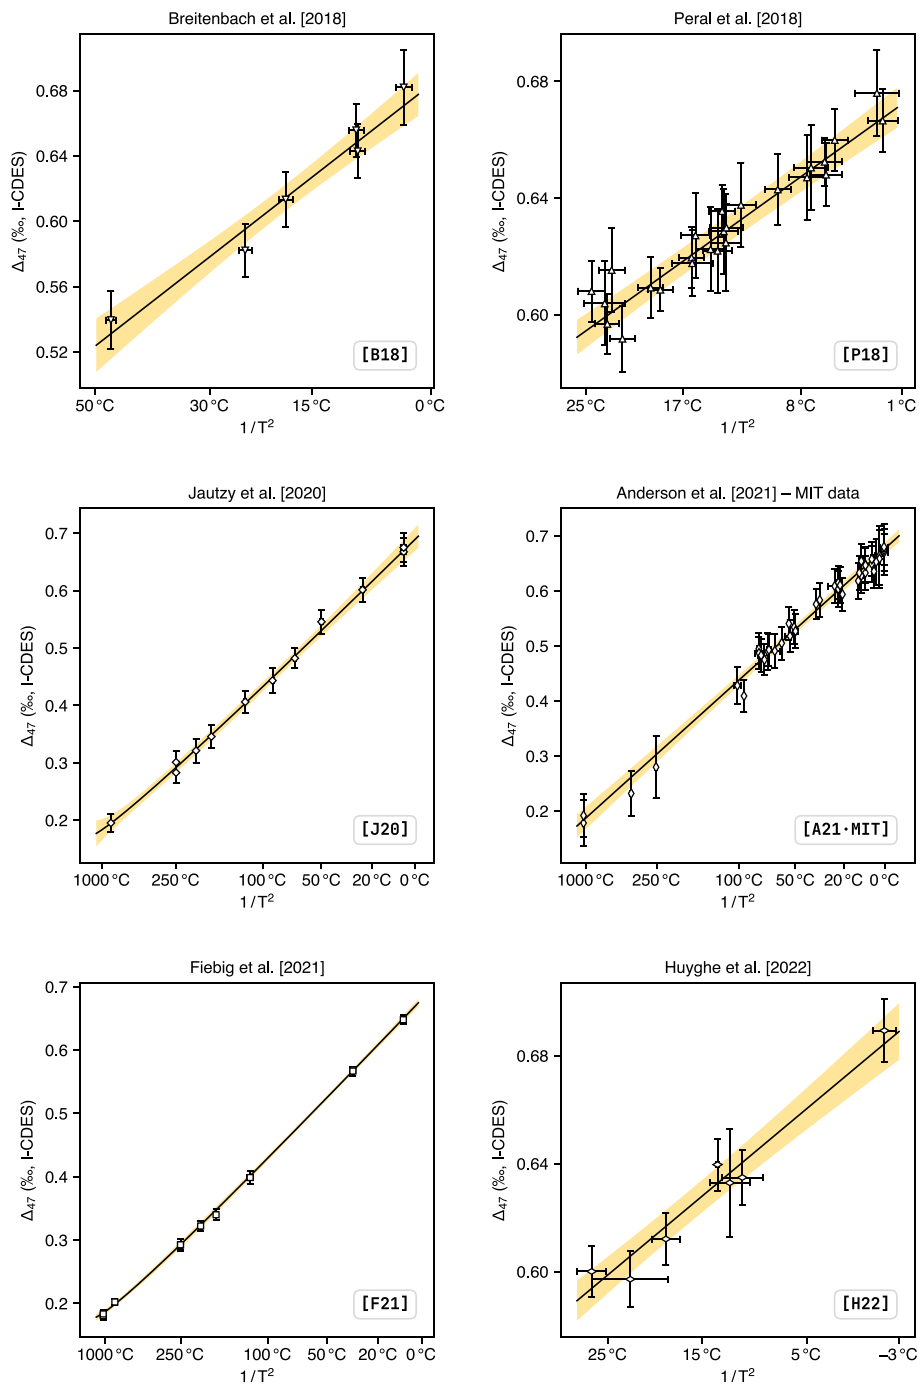 Breitenbach et al. [2018]
Δ47 (‰, I-CDES)
0.68
0.64
0.60
0.56
0.52
[B18]
50 °C 30 °C 15 °C 0 °C
1 / T²
Peral et al. [2018]
Δ47 (‰, I-CDES)
0.68
0.64
0.60
[P18]
25 °C 17 °C 8 °C 1 °C
1 / T²
Jautzy et al. [2020]
Δ47 (‰, I-CDES)
0.7
0.6
0.5
0.4
0.3
0.2
[J20]
1000 °C 250 °C 100 °C 50 °C 20 °C 0 °C
1 / T²
Anderson et al. [2021] – MIT data
Δ47 (‰, I-CDES)
0.7
0.6
0.5
0.4
0.3
0.2
[A21·MIT]
1000 °C 250 °C 100 °C 50 °C 20 °C 0 °C
1 / T²
Fiebig et al. [2021]
Δ47 (‰, I-CDES)
0.7
0.6
0.5
0.4
0.3
0.2
[F21]
1000 °C 250 °C 100 °C 50 °C 20 °C 0 °C
1 / T²
Huyghe et al. [2022]
Δ47 (‰, I-CDES)
0.68
0.64
0.60
[H22]
25 °C 15 °C 5 °C −3 °C
1 / T²